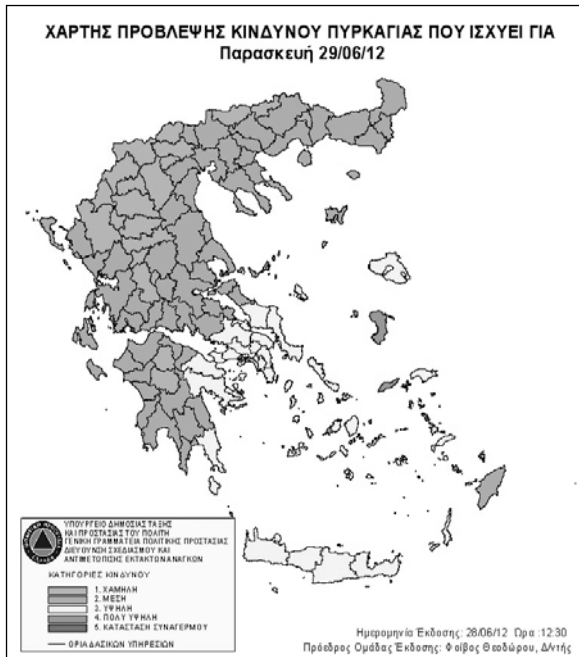 ΧΑΡΤΗΣ ΠΡΟΒΛΕΨΗΣ ΚΙΝΔΥΝΟΥ ΠΥΡΚΑΓΙΑΣ ΠΟΥ ΙΣΧΥΕΙ ΓΙΑ
Παρασκευή 29/06/12
ΥΠΟΥΡΓΕΙΟ ΔΗΜΟΣΙΑΣ ΤΑΞΗΣ
ΚΑΙ ΠΡΟΣΤΑΣΙΑΣ ΤΟΥ ΠΟΛΙΤΗ
ΓΕΝΙΚΗ ΓΡΑΜΜΑΤΕΙΑ ΠΟΛΙΤΙΚΗΣ ΠΡΟΣΤΑΣΙΑΣ
ΔΙΕΥΘΥΝΣΗ ΣΧΕΔΙΑΣΜΟΥ ΚΑΙ
ΑΝΤΙΜΕΤΩΠΙΣΗΣ ΕΚΤΑΚΤΩΝ ΑΝΑΓΚΩΝ
ΚΑΤΗΓΟΡΙΕΣ ΚΙΝΔΥΝΟΥ
1. ΧΑΜΗΛΗ
2. ΜΕΣΗ
3. ΥΨΗΛΗ
4. ΠΟΛΥ ΥΨΗΛΗ
5. ΚΑΤΑΣΤΑΣΗ ΣΥΝΑΓΕΡΜΟΥ
ΟΡΙΑ ΔΑΣΙΚΩΝ ΥΠΗΡΕΣΙΩΝ
Ημερομηνία Έκδοσης: 28/06/12 Ώρα :12:30
Πρόεδρος Ομάδας Έκδοσης: Φοίβος Θεοδώρου, Δ/ντής